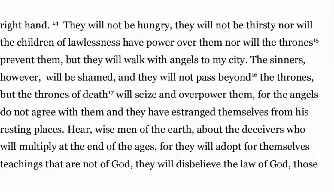 right hand. ¹⁴ They will not be hungry, they will not be thirsty nor will
the children of lawlessness have power over them nor will the thrones¹⁵
prevent them, but they will walk with angels to my city. The sinners,
however, will be shamed, and they will not pass beyond¹⁶ the thrones,
but the thrones of death¹⁷ will seize and overpower them, for the angels
do not agree with them and they have estranged themselves from his
resting places. Hear, wise men of the earth, about the deceivers who
will multiply at the end of the ages, for they will adopt for themselves
teachings that are not of God, they will disbelieve the law of God, those